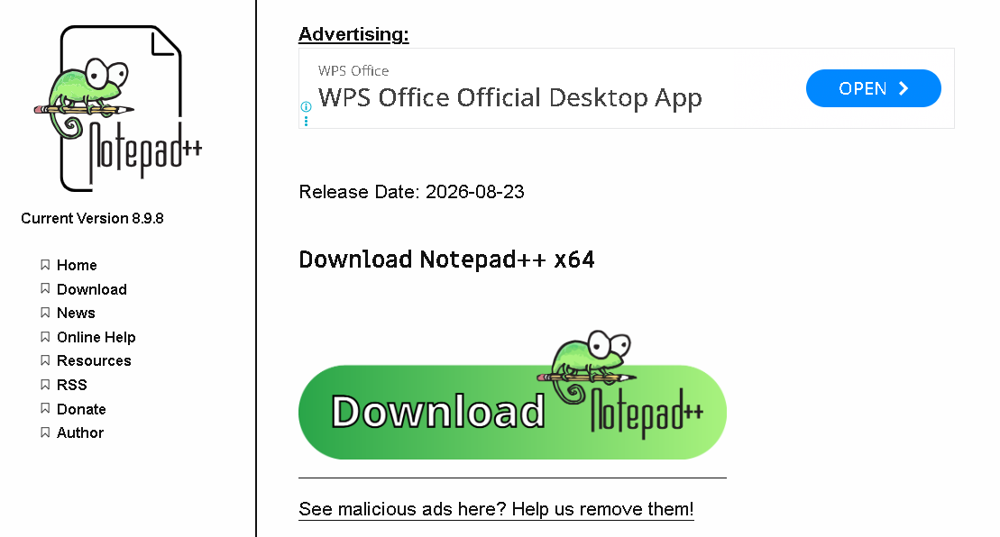 Notepad++
Current Version 8.9.8
Home
Download
News
Online Help
Resources
RSS
Donate
Author
Advertising:
WPS Office
WPS Office Official Desktop App
OPEN
Release Date: 2026-08-23
Download Notepad++ x64
Download Notepad++
See malicious ads here? Help us remove them!